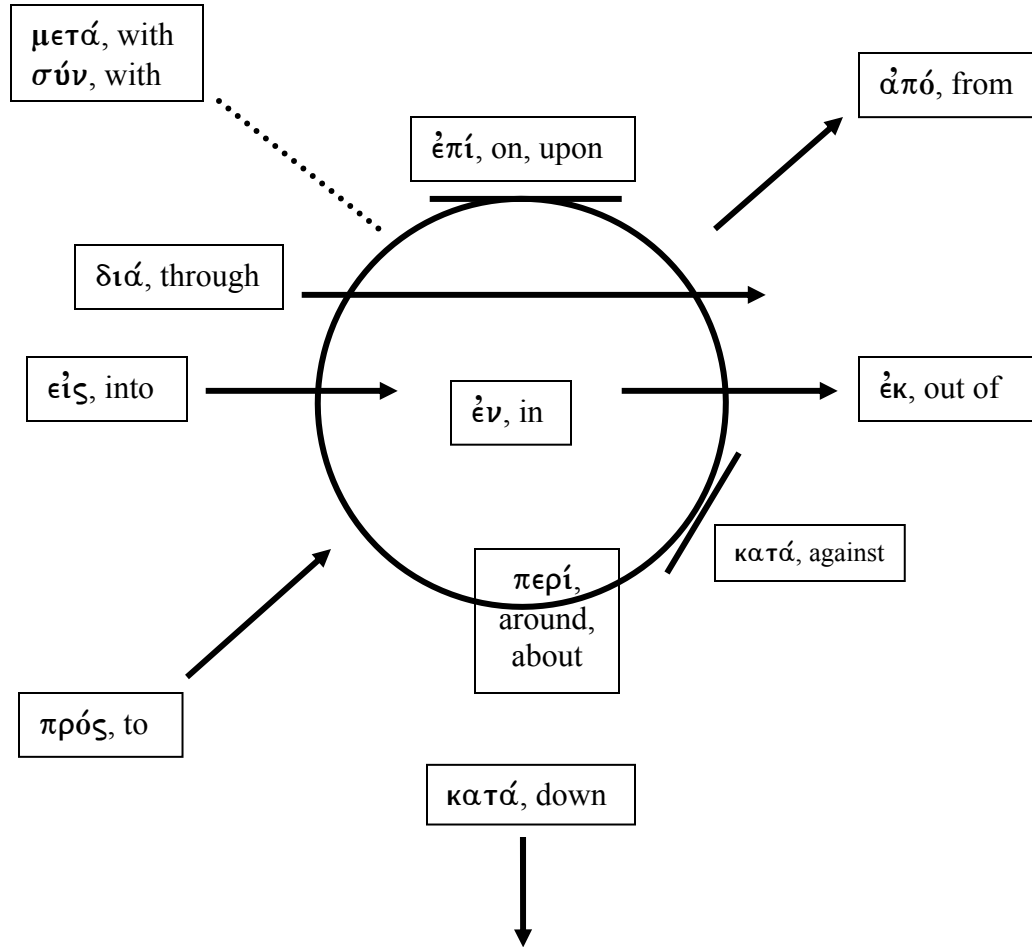 μετά, with
σύν, with
ἀπό, from
ἐπί, on, upon
διά, through
εἰς, into
ἐν, in
ἐκ, out of
κατά, against
περί,
around,
about
πρός, to
κατά, down